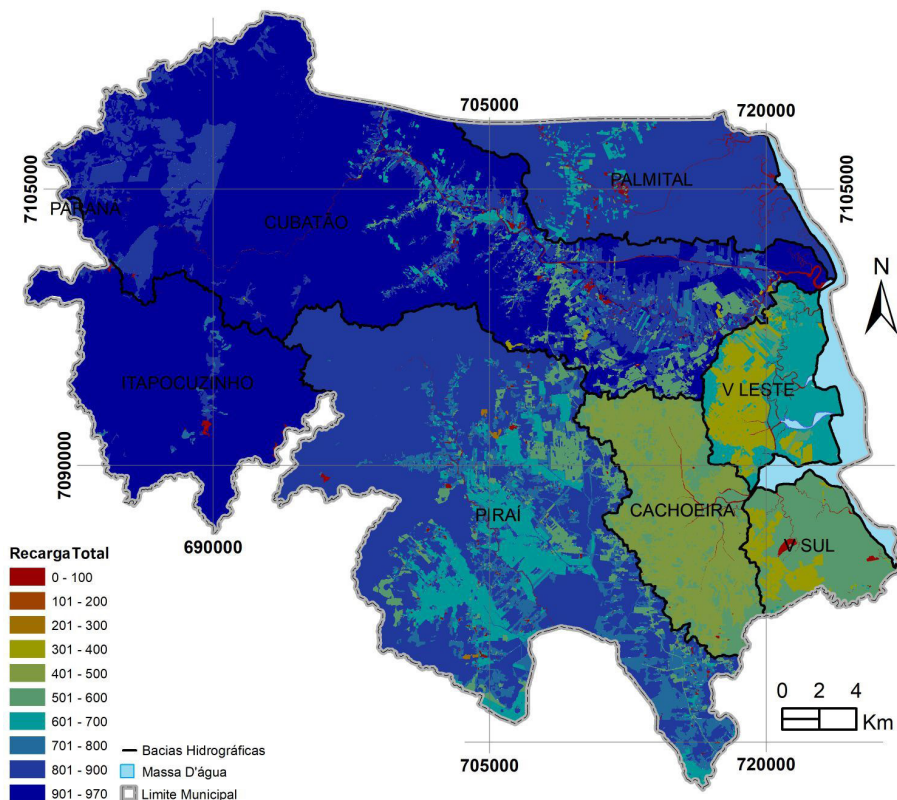 705000
720000
7105000
7105000
PALMITAL
PARANÁ
CUBATÃO
N
ITAPOCUZINHO
V LESTE
7090000
7090000
PIRAÍ
CACHOEIRA
V SUL
690000
RecargaTotal
0 - 100
101 - 200
201 - 300
301 - 400
401 - 500
501 - 600
601 - 700
701 - 800
801 - 900
901 - 970
Bacias Hidrográficas
Massa D'água
Limite Municipal
705000
720000
0 2 4
Km